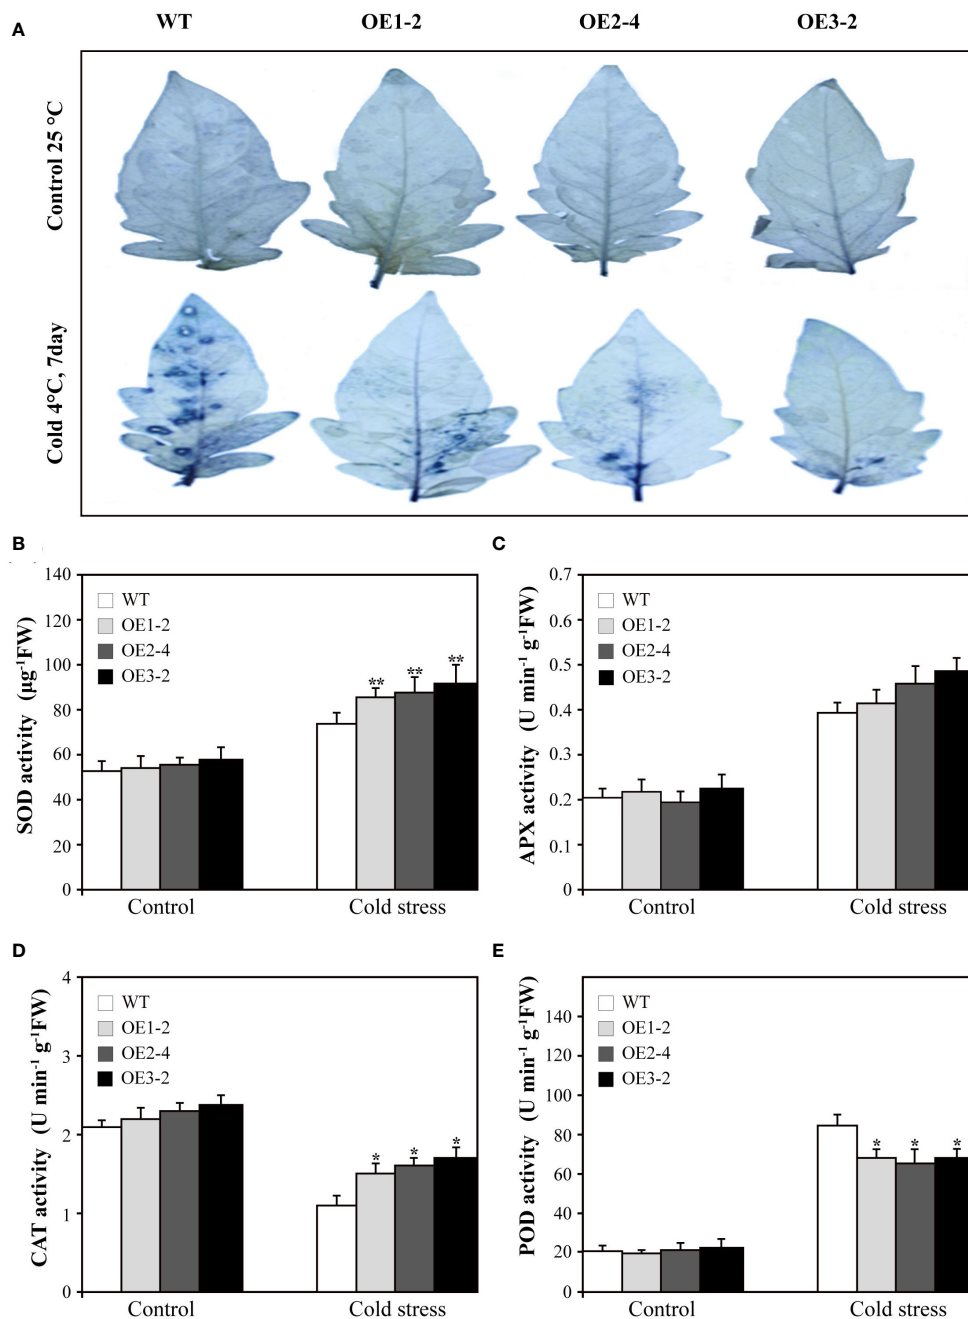 A
WT OE1-2 OE2-4 OE3-2
Control 25 °C
Cold 4°C, 7day
B
SOD activity (µg⁻¹FW)
140
120
100
80
60
40
20
0
WT
OE1-2
OE2-4
OE3-2
** ** **
Control Cold stress
C
APX activity (U min⁻¹ g⁻¹FW)
0.7
0.6
0.5
0.4
0.3
0.2
0.1
0
WT
OE1-2
OE2-4
OE3-2
Control Cold stress
D
CAT activity (U min⁻¹ g⁻¹FW)
4
3
2
1
0
WT
OE1-2
OE2-4
OE3-2
* * *
Control Cold stress
E
POD activity (U min⁻¹ g⁻¹FW)
140
120
100
80
60
40
20
0
WT
OE1-2
OE2-4
OE3-2
* * *
Control Cold stress